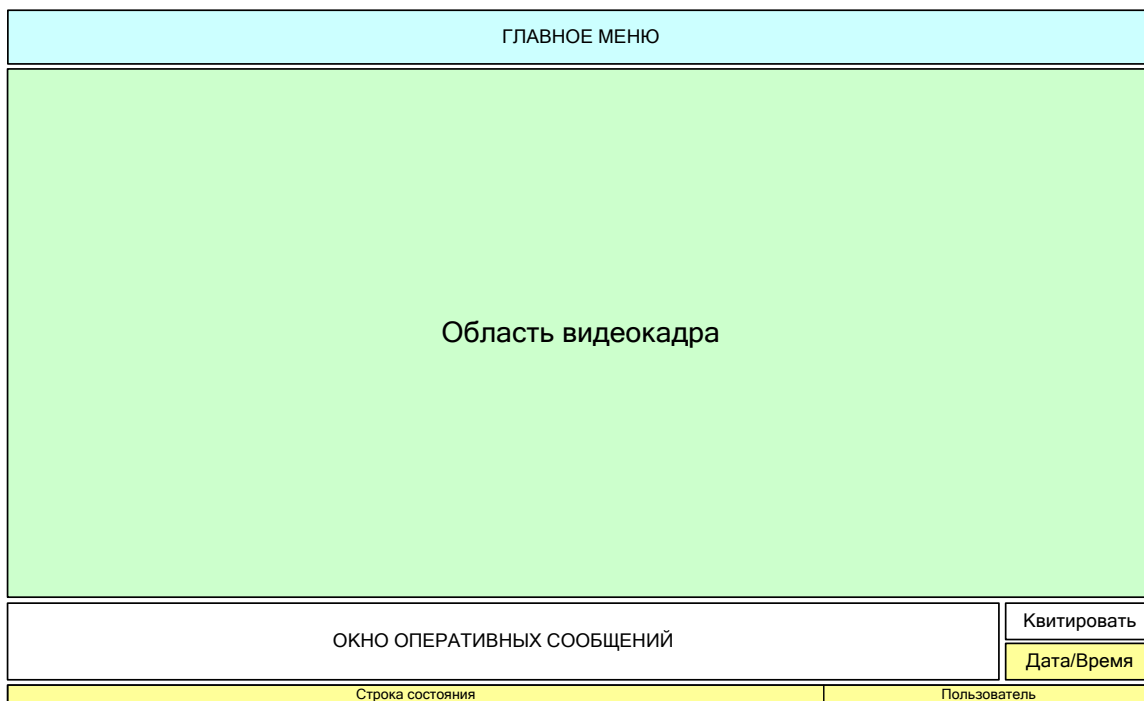 ГЛАВНОЕ МЕНЮ
Область видеокадра
ОКНО ОПЕРАТИВНЫХ СООБЩЕНИЙ
Квитировать
Дата/Время
Строка состояния
Пользователь